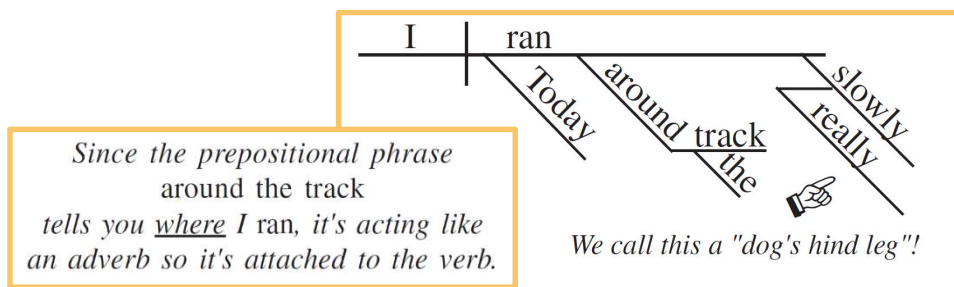 I ran
Today
around
track
the
slowly
really
Since the prepositional phrase
around the track
tells you where I ran, it's acting like
an adverb so it's attached to the verb.
We call this a "dog's hind leg"!